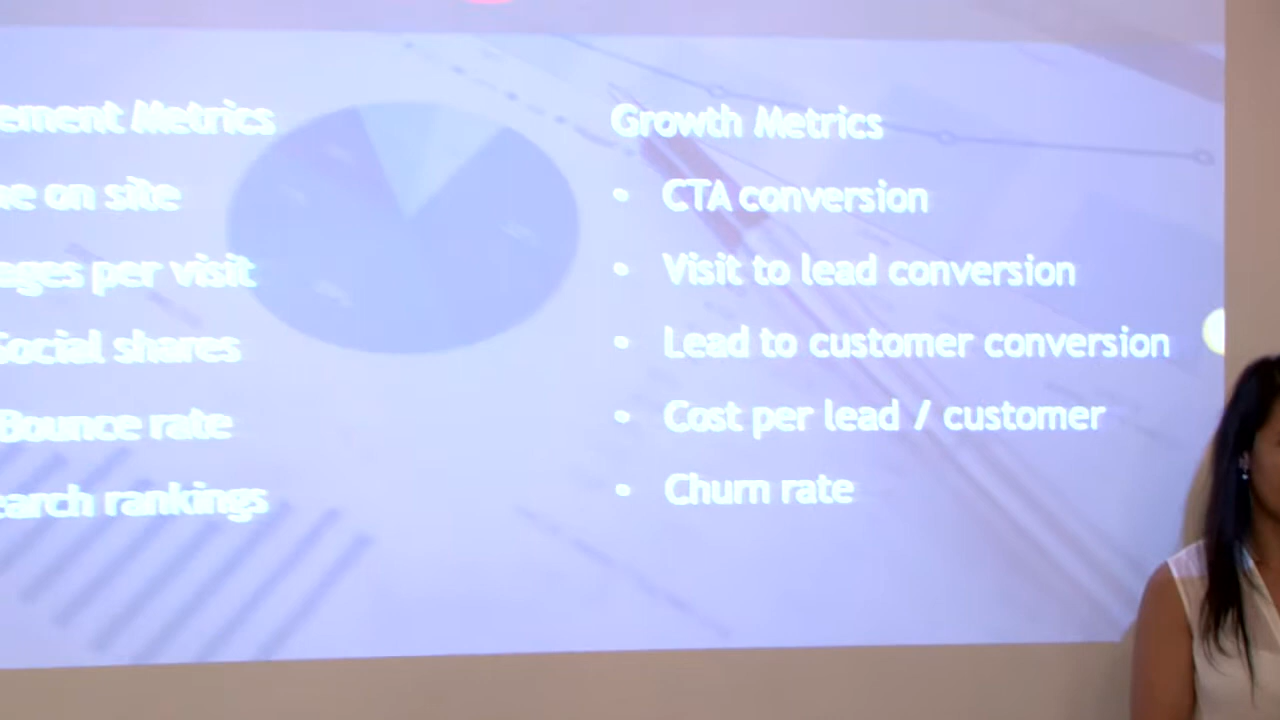 ement Metrics
e on site
ages per visit
Social shares
Bounce rate
earch rankings
Growth Metrics
• CTA conversion
• Visit to lead conversion
• Lead to customer conversion
• Cost per lead / customer
• Churn rate